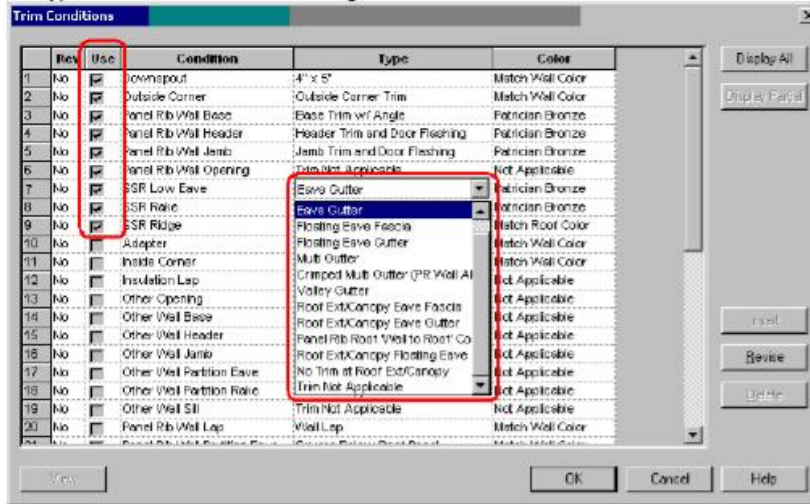 Trim Conditions
Rev Use Condition Type Color
1 No Downspout 4" x 5" Match Wall Color
2 No Outside Corner Outside Corner Trim Match Wall Color
3 No Panel Rib Wall Base Base Trim w/ Angle Patrician Bronze
4 No Panel Rib Wall Header Header Trim and Door Flashing Patrician Bronze
5 No Panel Rib Wall Jamb Jamb Trim and Door Flashing Patrician Bronze
6 No Panel Rib Wall Opening Trim Not Applicable Not Applicable
7 No SSR Low Eave Eave Gutter Patrician Bronze
8 No SSR Rake Eave Gutter Patrician Bronze
9 No SSR Ridge Floating Eave Fascia Match Roof Color
10 No Adapter Floating Eave Gutter Match Wall Color
11 No Inside Corner Multi Gutter Match Wall Color
12 No Insulation Lap Crimped Multi Gutter (PR Wall Al Not Applicable
13 No Other Opening Valley Gutter Not Applicable
14 No Other Wall Base Roof Ext/Canopy Eave Fascia Not Applicable
15 No Other Wall Header Roof Ext/Canopy Eave Gutter Not Applicable
Panel Rib Roof 'Wall to Roof' Co
16 No Other Wall Jamb Roof Ext/Canopy Floating Eave Not Applicable
17 No Other Wall Partition Eave No Trim at Roof Ext/Canopy Not Applicable
18 No Other Wall Partition Rake Trim Not Applicable Not Applicable
19 No Other Wall Sill Trim Not Applicable Not Applicable
20 No Panel Rib Wall Lap Wall Lap Match Wall Color
Display All
Display Partial
Insert
Revise
Delete
View
OK
Cancel
Help